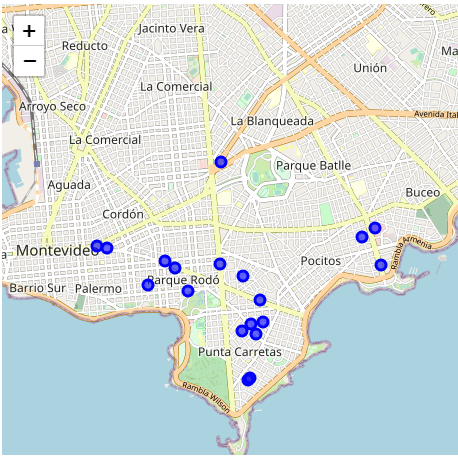 +
−
Jacinto Vera
Reducto
Unión
La Comercial
Arroyo Seco
Avenida Ital
La Blanqueada
La Comercial
Parque Batlle
Aguada
Buceo
Cordón
Rambla Armenia
Montevideo
Pocitos
Parque Rodó
Barrio Sur
Palermo
Punta Carretas
Rambla Wilson